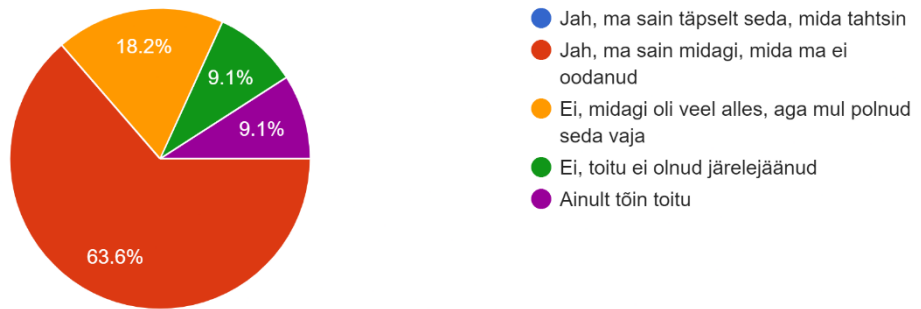 18.2%
9.1%
9.1%
63.6%
Jah, ma sain täpselt seda, mida tahtsin
Jah, ma sain midagi, mida ma ei
oodanud
Ei, midagi oli veel alles, aga mul polnud
seda vaja
Ei, toitu ei olnud järelejäänud
Ainult tõin toitu